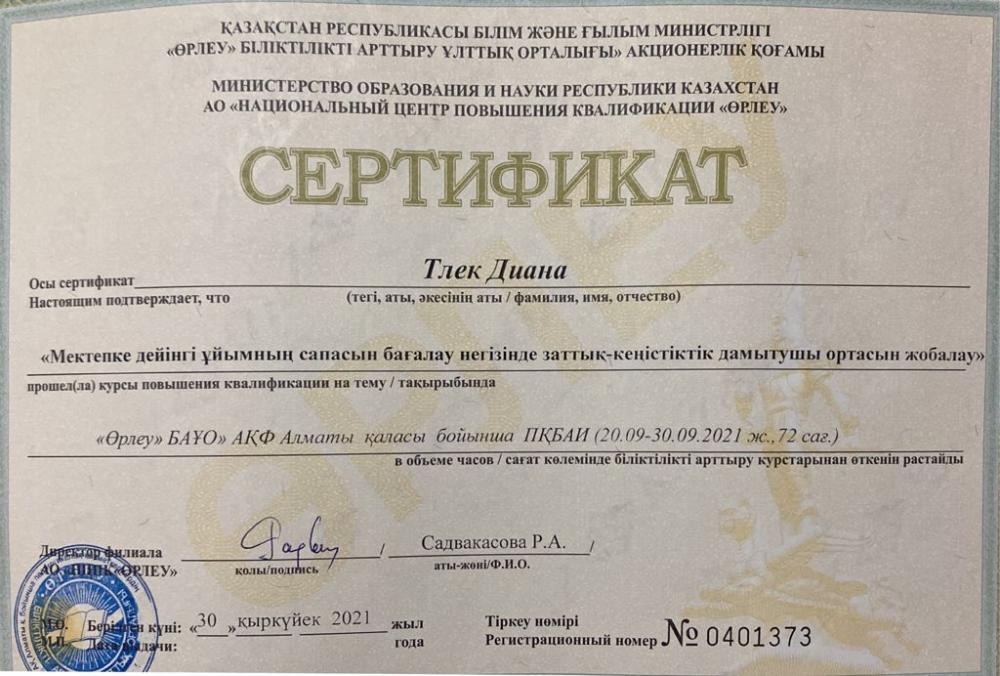 ҚАЗАҚСТАН РЕСПУБЛИКАСЫ БІЛІМ ЖӘНЕ ҒЫЛЫМ МИНИСТРЛІГІ
«ӨРЛЕУ» БІЛІКТІЛІКТІ АРТТЫРУ ҰЛТТЫҚ ОРТАЛЫҒЫ» АКЦИОНЕРЛІК ҚОҒАМЫ
МИНИСТЕРСТВО ОБРАЗОВАНИЯ И НАУКИ РЕСПУБЛИКИ КАЗАХСТАН
АО «НАЦИОНАЛЬНЫЙ ЦЕНТР ПОВЫШЕНИЯ КВАЛИФИКАЦИИ «ӨРЛЕУ»
СЕРТИФИКАТ
Осы сертификат Тлек Диана
Настоящим подтверждает, что (тегі, аты, әкесінің аты / фамилия, имя, отчество)
«Мектепке дейінгі ұйымның сапасын бағалау негізінде заттық-кеңістіктік дамытушы ортасын жобалау»
прошел(ла) курсы повышения квалификации на тему / тақырыбында
«Өрлеу» БАҰО» АҚФ Алматы қаласы бойынша ПҚБАИ (20.09-30.09.2021 ж.,72 сағ.)
в объеме часов / сағат көлемінде біліктілікті арттыру курстарынан өткенін растайды
Директор филиала
/ Садвакасова Р.А. /
АО «НЦПК «ӨРЛЕУ» қолы/подпись аты-жөні/Ф.И.О.
М.О. Берілген күні: «30» қыркүйек 2021 жыл Тіркеу нөмірі
М.П. Дата выдачи: года Регистрационный номер № 0401373